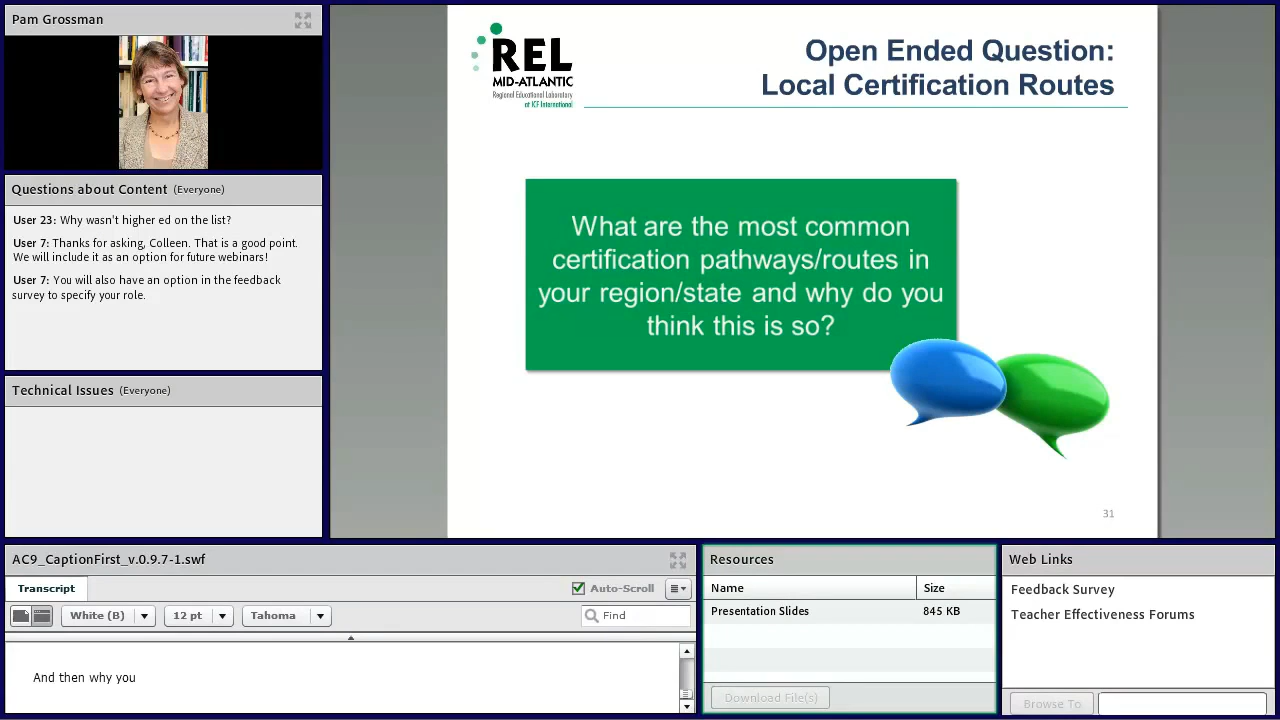 Pam Grossman
Questions about Content (Everyone)
User 23: Why wasn't higher ed on the list?
User 7: Thanks for asking, Colleen. That is a good point.
We will include it as an option for future webinars!
User 7: You will also have an option in the feedback
survey to specify your role.
Technical Issues (Everyone)
REL
MID-ATLANTIC
Regional Educational Laboratory
at ICF International
Open Ended Question:
Local Certification Routes
What are the most common
certification pathways/routes in
your region/state and why do you
think this is so?
31
AC9_CaptionFirst_v.0.9.7-1.swf
Transcript
Auto-Scroll
White (B)
12 pt
Tahoma
Find
And then why you
Resources
Name Size
Presentation Slides 845 KB
Download File(s)
Web Links
Feedback Survey
Teacher Effectiveness Forums
Browse To